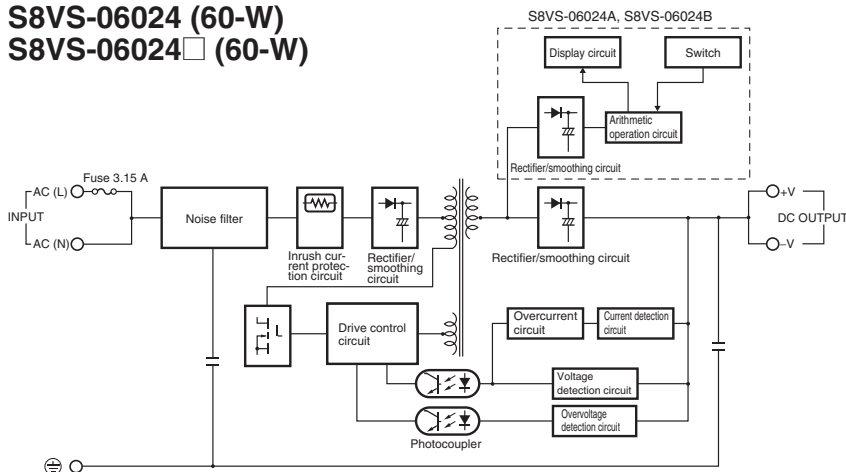 S8VS-06024 (60-W)
S8VS-06024□ (60-W)
S8VS-06024A, S8VS-06024B
Display circuit
Switch
Arithmetic
operation circuit
Rectifier/smoothing circuit
Fuse 3.15 A
AC (L)
INPUT
AC (N)
Noise filter
Inrush cur-
rent protec-
tion circuit
Rectifier/
smoothing
circuit
Rectifier/smoothing circuit
+V
DC OUTPUT
–V
Drive control
circuit
Overcurrent
circuit
Current detection
circuit
Voltage
detection circuit
Overvoltage
detection circuit
Photocoupler